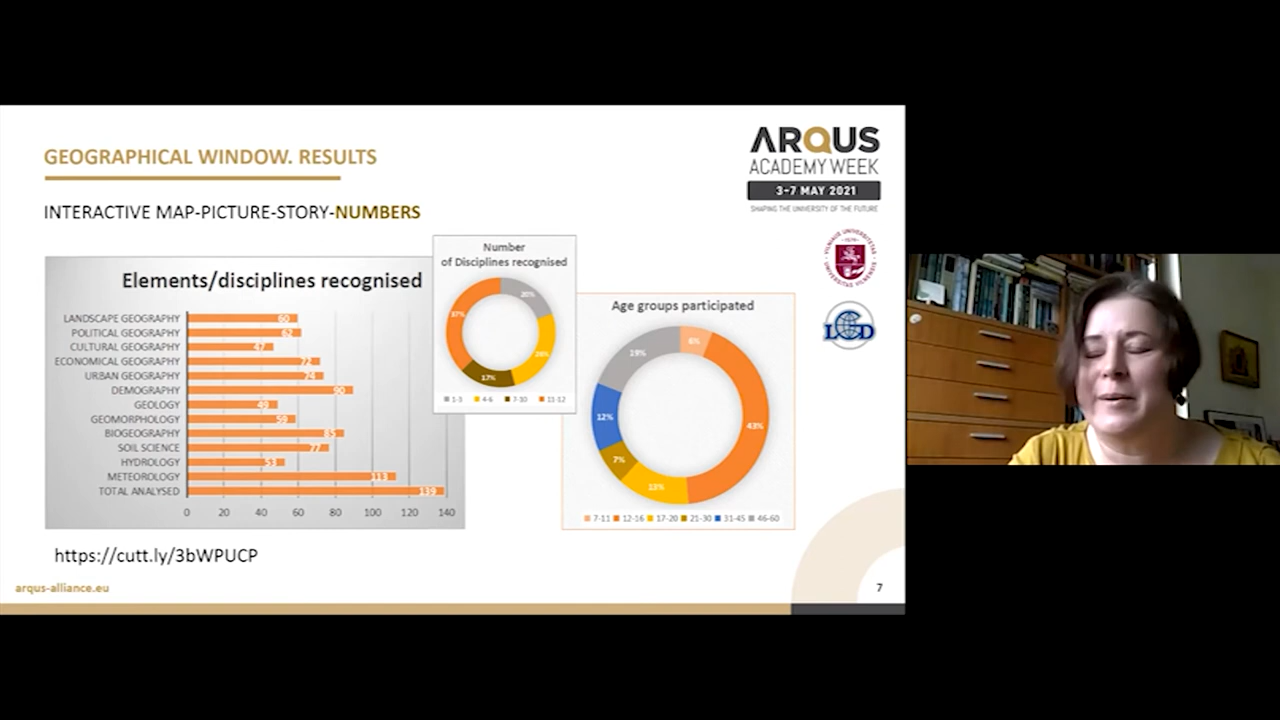 GEOGRAPHICAL WINDOW. RESULTS
INTERACTIVE MAP-PICTURE-STORY-NUMBERS
ARQUS
ACADEMY WEEK
3-7 MAY 2021
SHAPING THE UNIVERSITY OF THE FUTURE
Elements/disciplines recognised
LANDSCAPE GEOGRAPHY 60
POLITICAL GEOGRAPHY 62
CULTURAL GEOGRAPHY 47
ECONOMICAL GEOGRAPHY 72
URBAN GEOGRAPHY 74
DEMOGRAPHY 90
GEOLOGY 49
GEOMORPHOLOGY 59
BIOGEOGRAPHY 85
SOIL SCIENCE 77
HYDROLOGY 53
METEOROLOGY 113
TOTAL ANALYSED 139
0 20 40 60 80 100 120 140
Number
of Disciplines recognised
20%
37%
26%
17%
1-3 4-6 7-10 11-12
Age groups participated
6%
19%
12%
43%
7%
13%
7-11 12-16 17-20 21-30 31-45 46-60
https://cutt.ly/3bWPUCP
arqus-alliance.eu
7